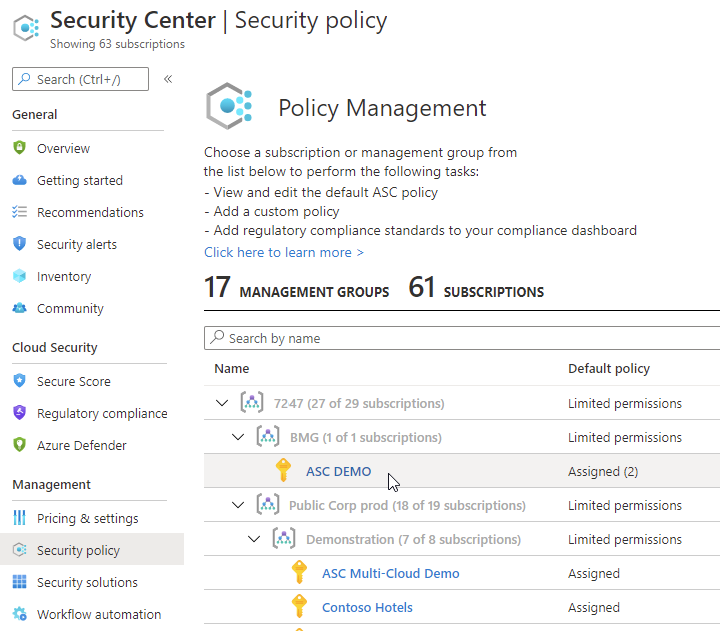 Security Center | Security policy
Showing 63 subscriptions
Search (Ctrl+/)
«
General
Overview
Getting started
Recommendations
Security alerts
Inventory
Community
Cloud Security
Secure Score
Regulatory compliance
Azure Defender
Management
Pricing & settings
Security policy
Security solutions
Workflow automation
Policy Management
Choose a subscription or management group from
the list below to perform the following tasks:
- View and edit the default ASC policy
- Add a custom policy
- Add regulatory compliance standards to your compliance dashboard
Click here to learn more >
17 MANAGEMENT GROUPS 61 SUBSCRIPTIONS
Search by name
Name Default policy
7247 (27 of 29 subscriptions) Limited permissions
BMG (1 of 1 subscriptions) Limited permissions
ASC DEMO Assigned (2)
Public Corp prod (18 of 19 subscriptions) Limited permissions
Demonstration (7 of 8 subscriptions) Limited permissions
ASC Multi-Cloud Demo Assigned
Contoso Hotels Assigned